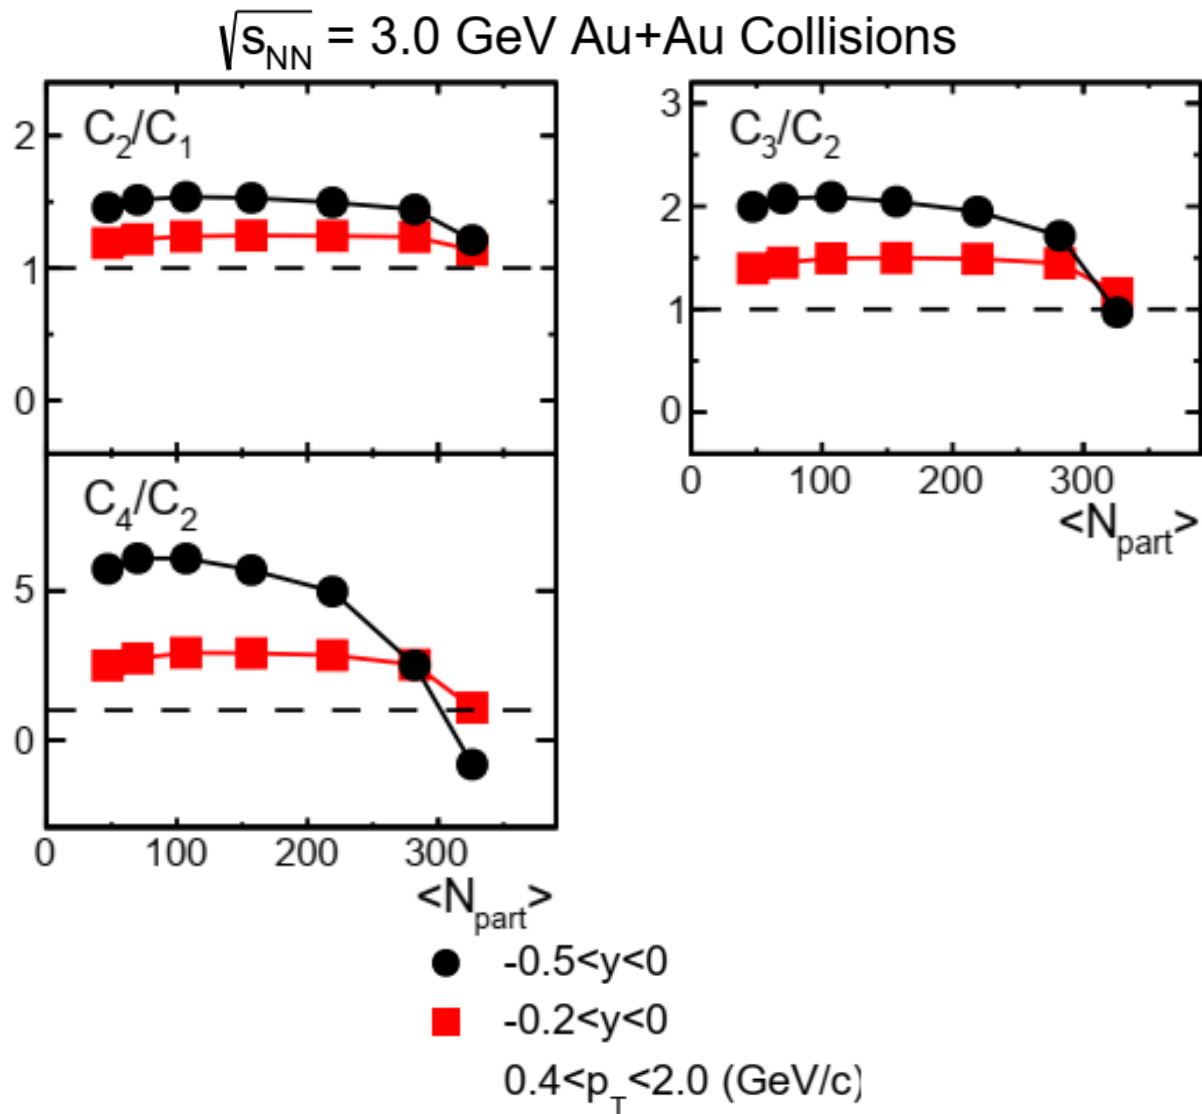 √sNN = 3.0 GeV Au+Au Collisions
C2/C1
2
1
0
C3/C2
3
2
1
0
0 100 200 300
<Npart>
C4/C2
5
0
0 100 200 300
<Npart>
-0.5<y<0
-0.2<y<0
0.4<pT<2.0 (GeV/c)